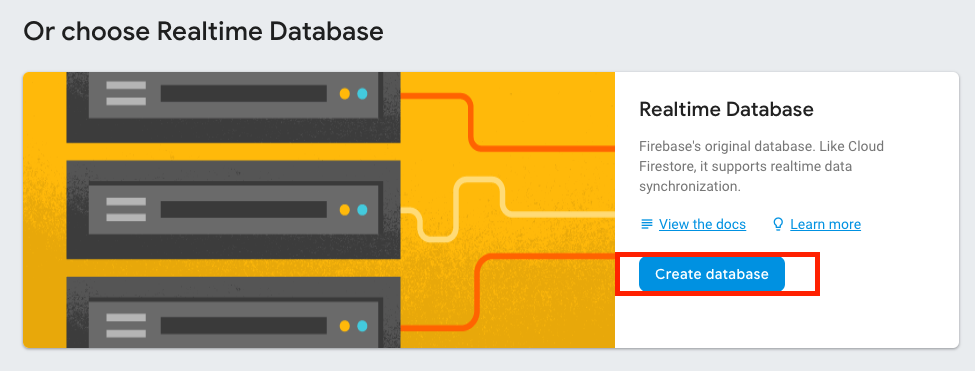 Or choose Realtime Database
Realtime Database
Firebase's original database. Like Cloud
Firestore, it supports realtime data
synchronization.
View the docs Learn more
Create database